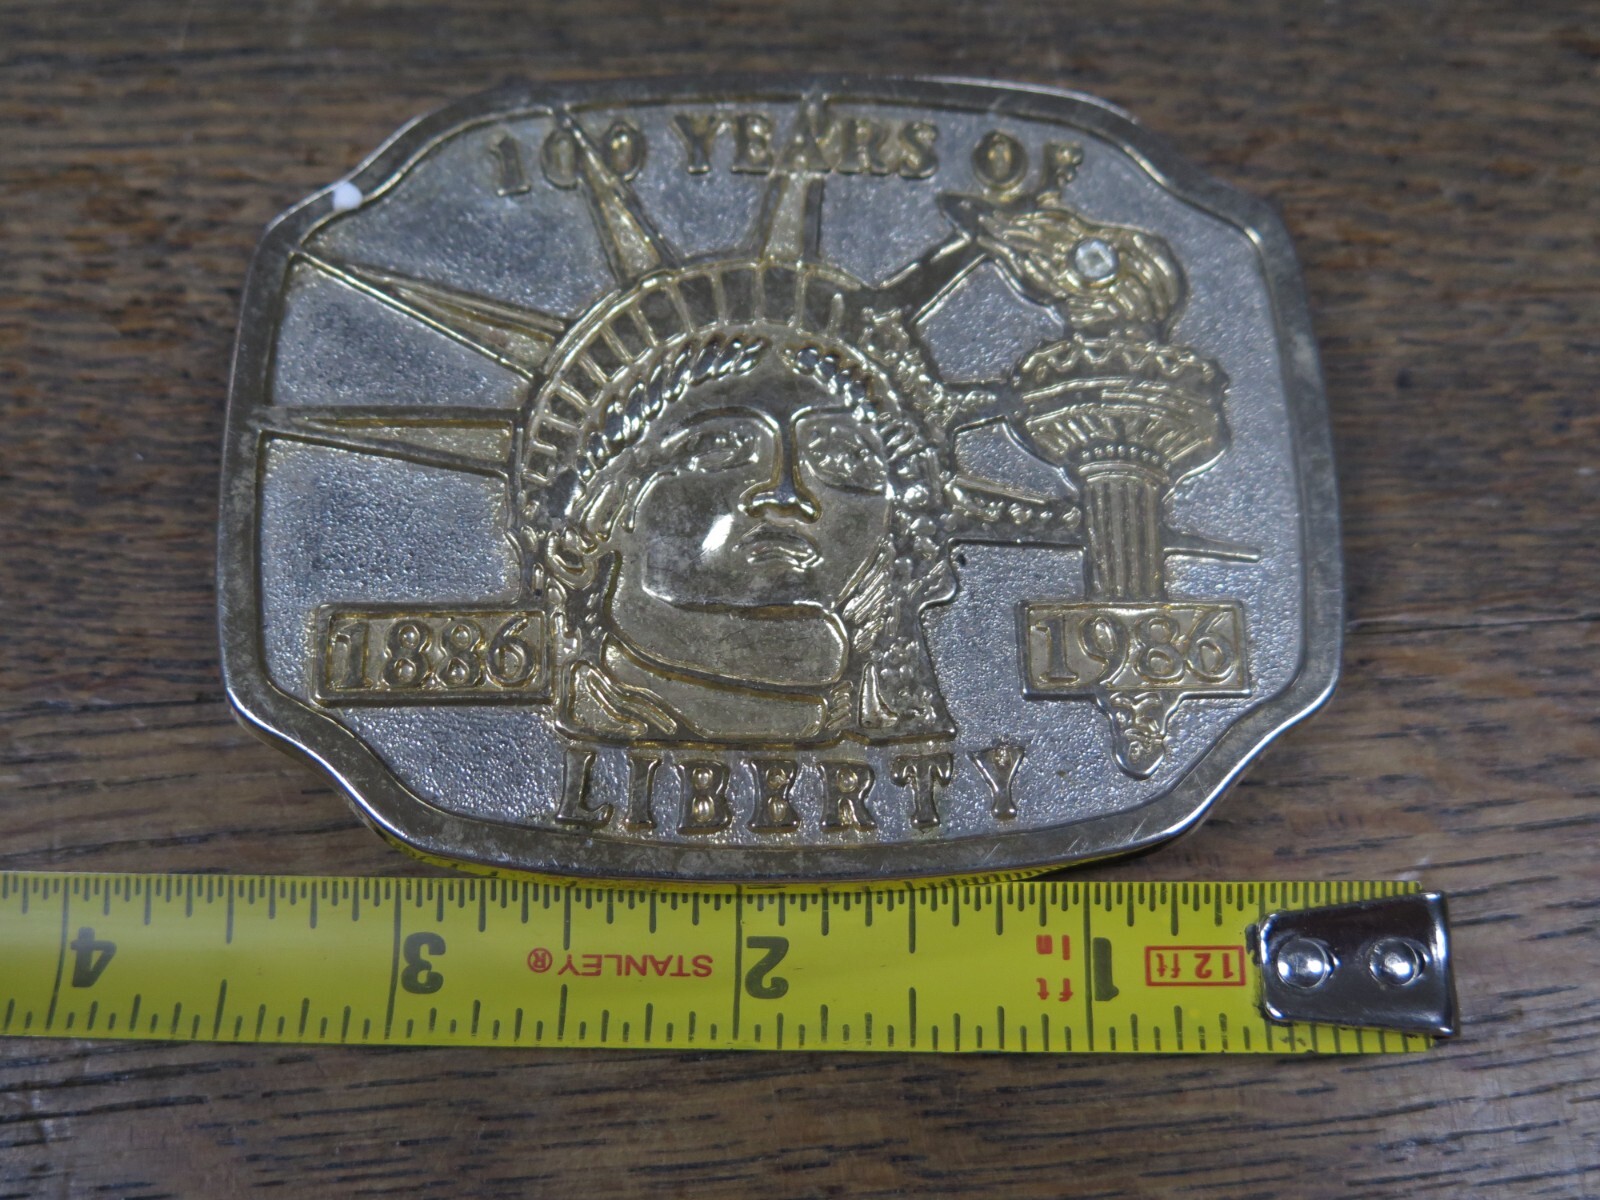 100 YEARS OF
1886
1986
LIBERTY
4
3
STANLEY®
2
in
ft
1
12 ft